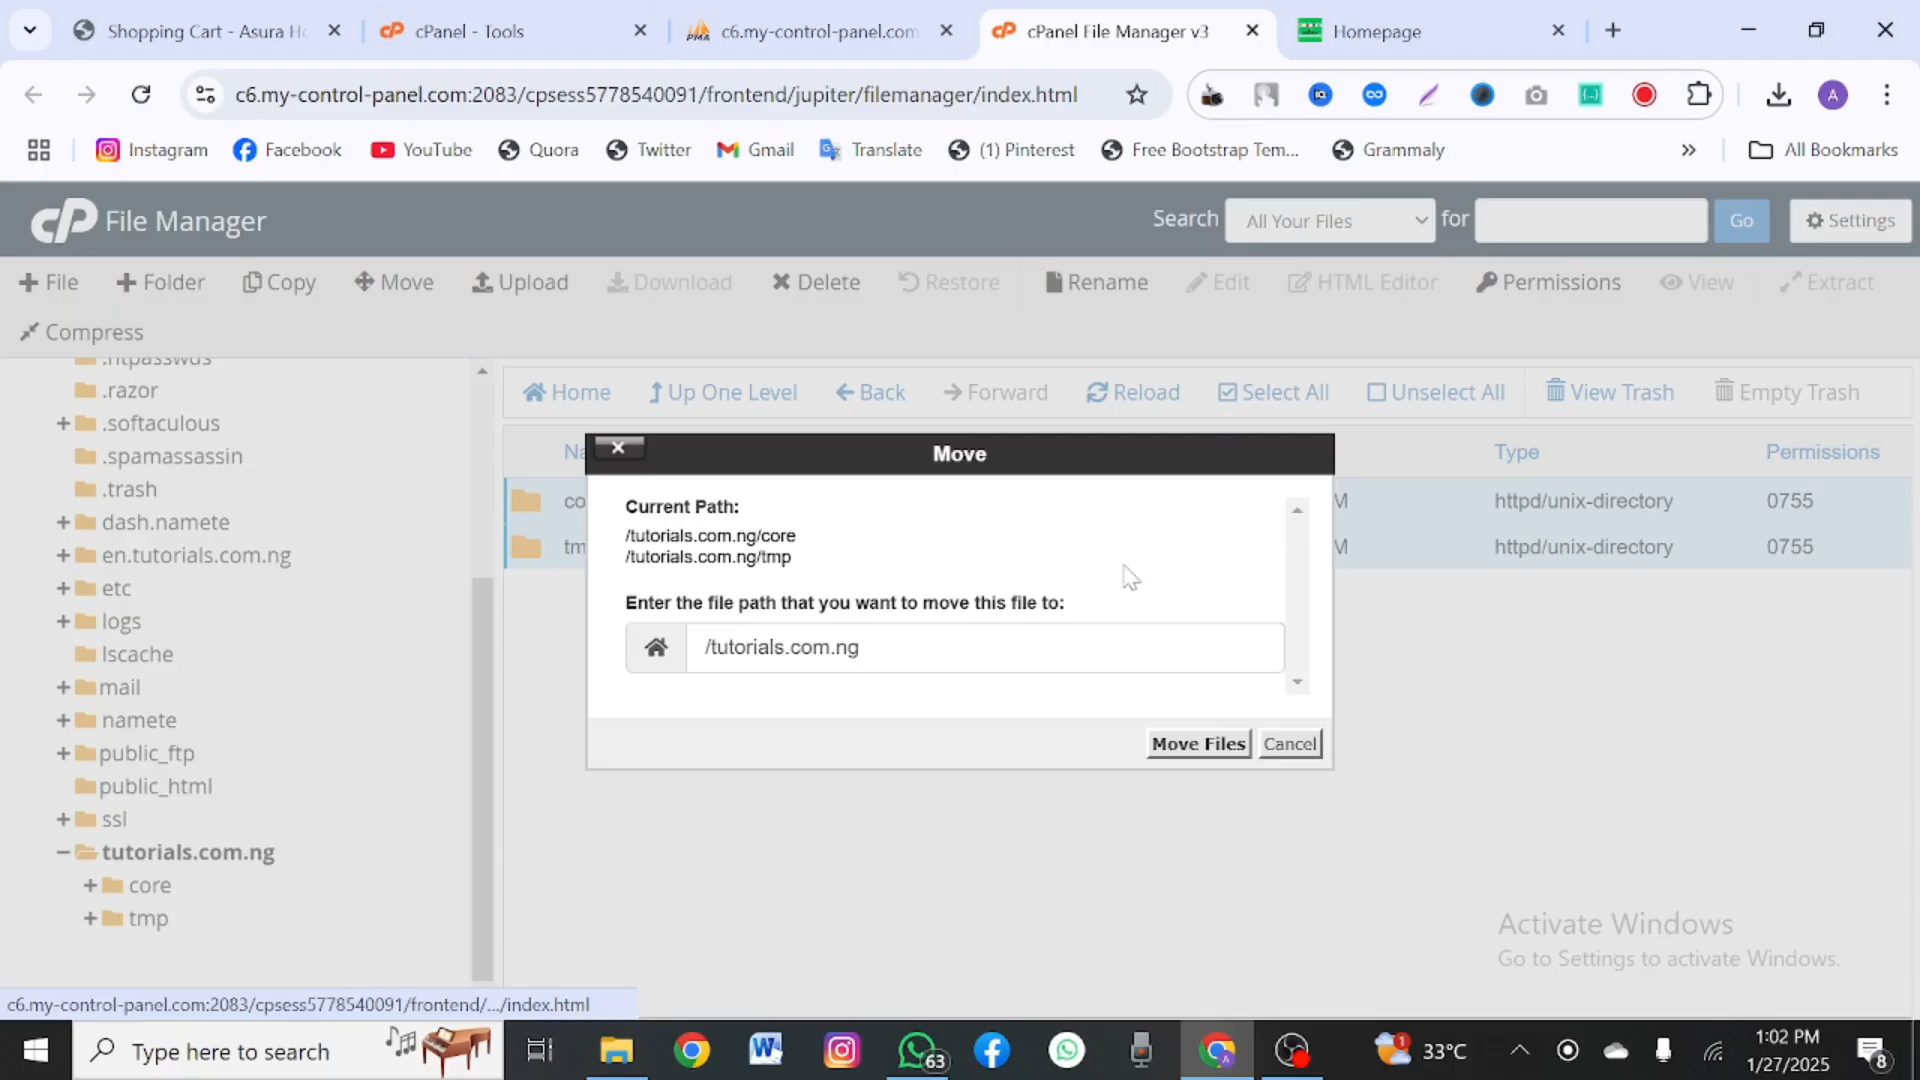 Shopping Cart - Asura Ho
cPanel - Tools
c6.my-control-panel.com
cPanel File Manager v3
Homepage
c6.my-control-panel.com:2083/cpsess5778540091/frontend/jupiter/filemanager/index.html
A
Instagram
Facebook
YouTube
Quora
Twitter
Gmail
Translate
(1) Pinterest
Free Bootstrap Tem...
Grammaly
All Bookmarks
File Manager
Search
All Your Files
for
Go
Settings
File
Folder
Copy
Move
Upload
Download
Delete
Restore
Rename
Edit
HTML Editor
Permissions
View
Extract
Compress
.htpasswds
.razor
.softaculous
.spamassassin
.trash
dash.namete
en.tutorials.com.ng
etc
logs
lscache
mail
namete
public_ftp
public_html
ssl
tutorials.com.ng
core
tmp
Home
Up One Level
Back
Forward
Reload
Select All
Unselect All
View Trash
Empty Trash
Type
Permissions
httpd/unix-directory
0755
httpd/unix-directory
0755
Move
Current Path:
/tutorials.com.ng/core
/tutorials.com.ng/tmp
Enter the file path that you want to move this file to:
/tutorials.com.ng
Move Files
Cancel
Activate Windows
Go to Settings to activate Windows.
c6.my-control-panel.com:2083/cpsess5778540091/frontend/.../index.html
Type here to search
63
1
33°C
1:02 PM
1/27/2025
8